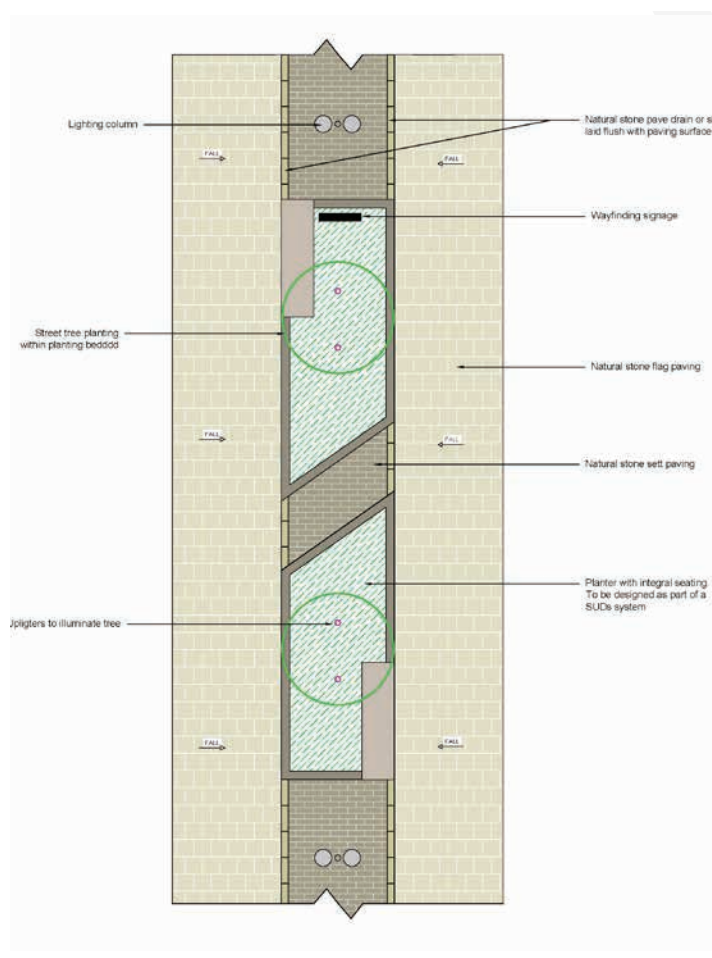 Lighting column
Natural stone pave drain or s
laid flush with paving surface
FALL
FALL
Wayfinding signage
Street tree planting
within planting bedddd
Natural stone flag paving
FALL
FALL
Natural stone sett paving
Planter with integral seating.
To be designed as part of a
SUDs system
Upligters to illuminate tree
FALL
FALL